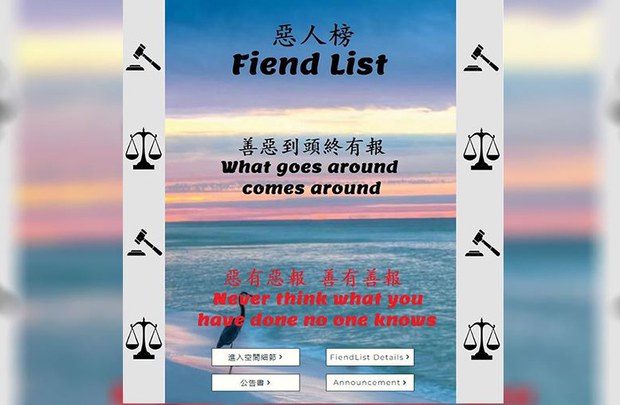 惡人榜
Fiend List
善惡到頭終有報
What goes around
comes around
惡有惡報 善有善報
Never think what you
have done no one knows
進入空間細節 >
FiendList Details >
公告書 >
Announcement >